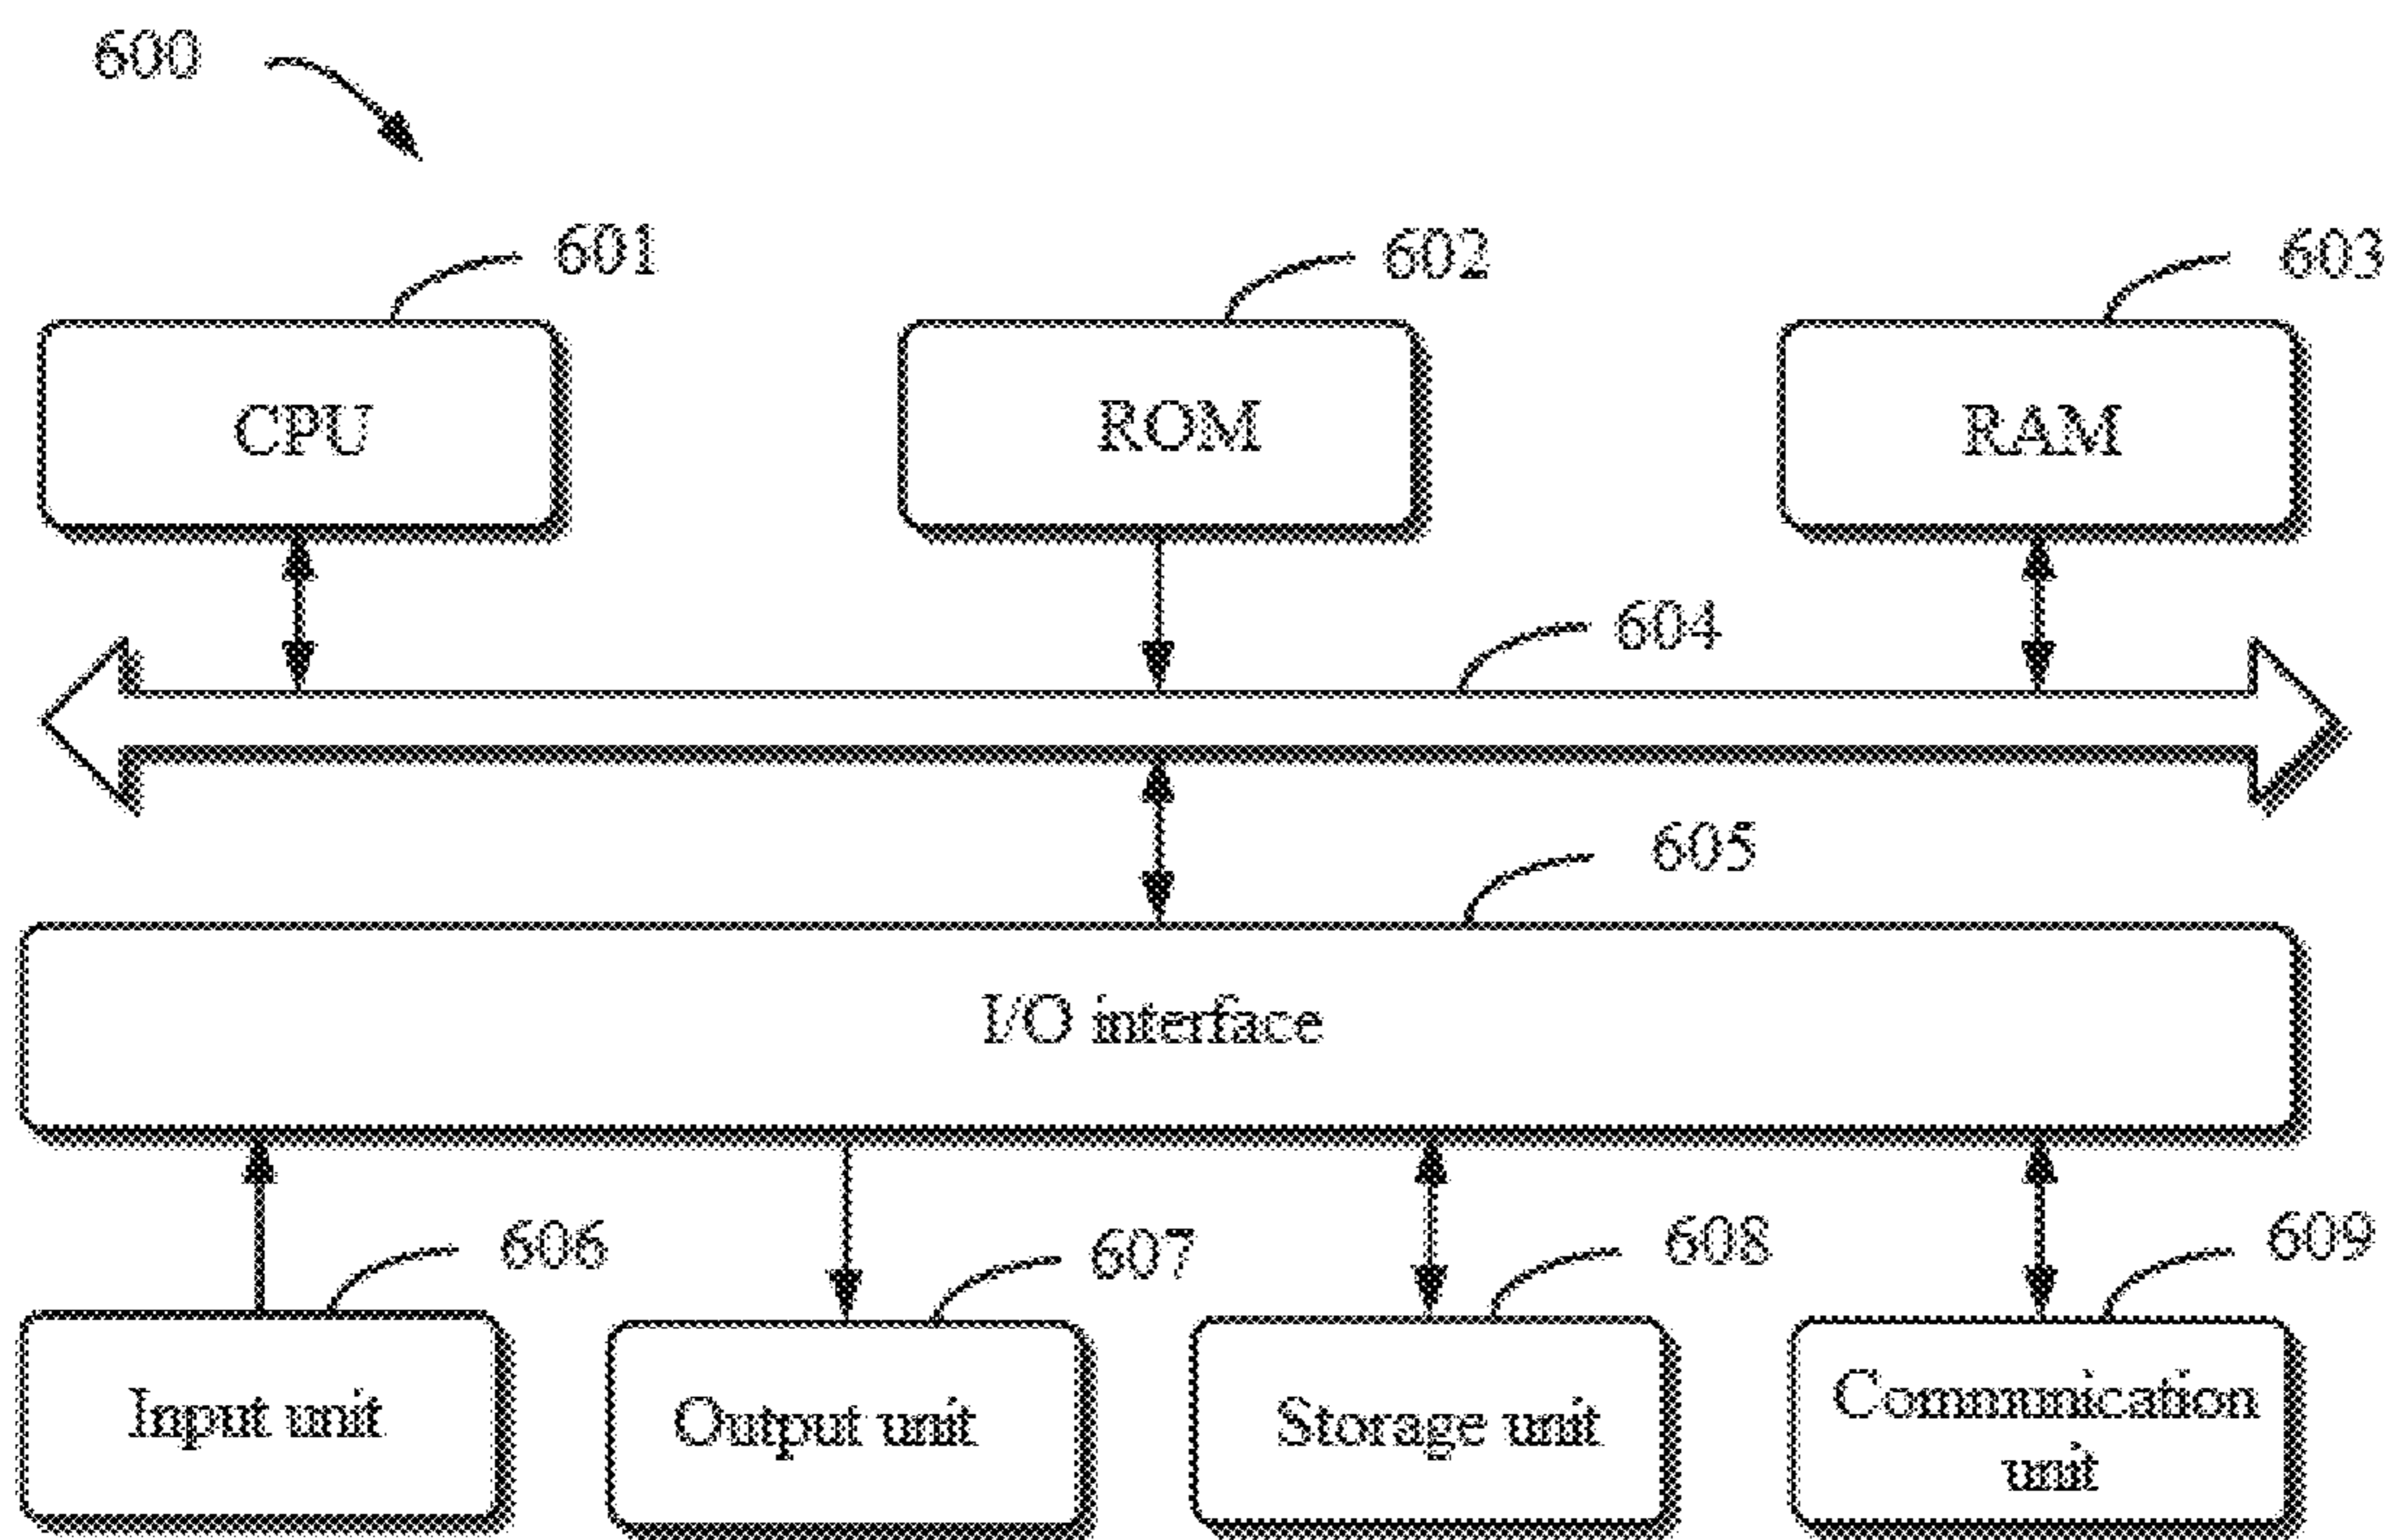 600
601
602
603
CPU
ROM
RAM
604
605
I/O interface
606
607
608
609
Input unit
Output unit
Storage unit
Communication
unit